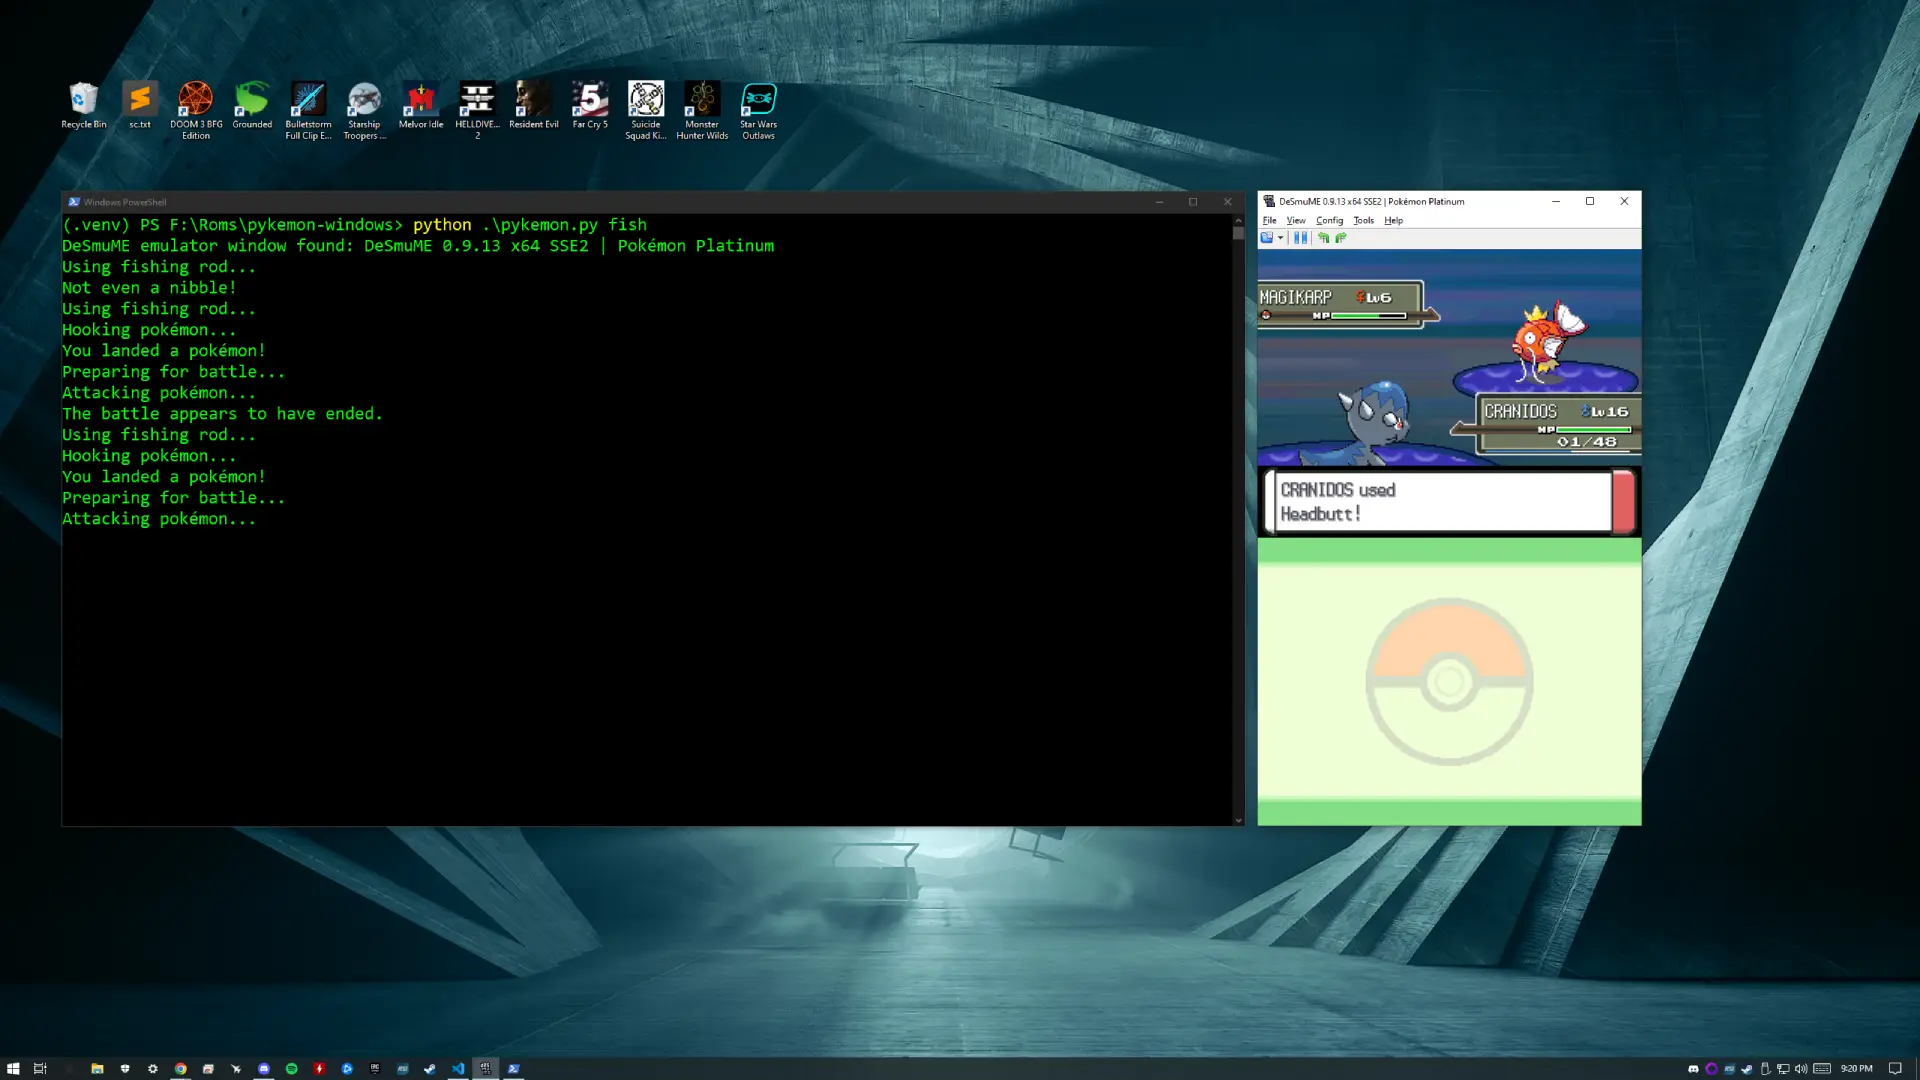 Recycle Bin
sc.txt
DOOM 3 BFG
Edition
Grounded
Bulletstorm
Full Clip E...
Starship
Troopers ...
Melvor Idle
HELLDIVE...
2
Resident Evil
5
Far Cry 5
Suicide
Squad Ki...
Monster
Hunter Wilds
Star Wars
Outlaws
Windows PowerShell
(.venv) PS F:\Roms\pykemon-windows> python .\pykemon.py fish
DeSmuME emulator window found: DeSmuME 0.9.13 x64 SSE2 | Pokémon Platinum
Using fishing rod...
Not even a nibble!
Using fishing rod...
Hooking pokémon...
You landed a pokémon!
Preparing for battle...
Attacking pokémon...
The battle appears to have ended.
Using fishing rod...
Hooking pokémon...
You landed a pokémon!
Preparing for battle...
Attacking pokémon...
DeSmuME 0.9.13 x64 SSE2 | Pokémon Platinum
File View Config Tools Help
MAGIKARP ♀Lv6
HP
CRANIDOS ♂Lv16
HP
CRANIDOS used
Headbutt!
9:20 PM